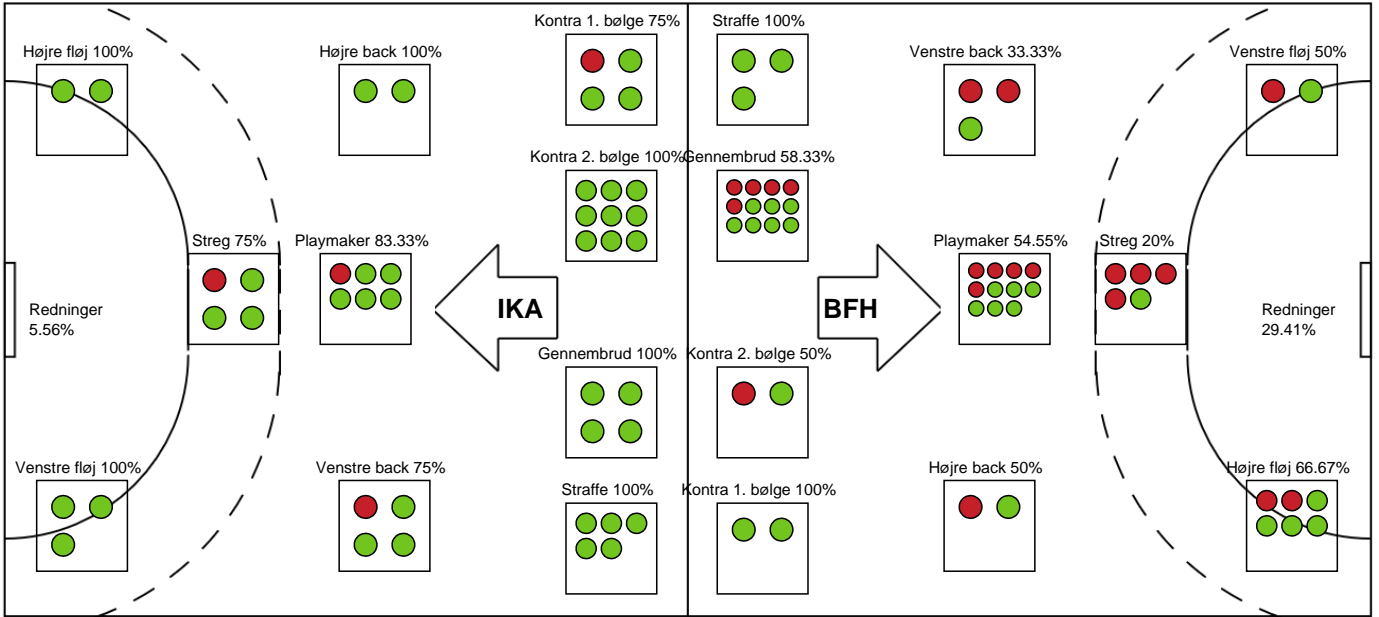 Kontra 1. bølge 75%
Straffe 100%
Højre fløj 100%
Højre back 100%
Venstre back 33.33%
Venstre fløj 50%
Kontra 2. bølge 100%
Gennembrud 58.33%
Streg 75%
Playmaker 83.33%
Playmaker 54.55%
Streg 20%
Redninger
5.56%
IKA
BFH
Redninger
29.41%
Gennembrud 100%
Kontra 2. bølge 50%
Venstre fløj 100%
Venstre back 75%
Højre back 50%
Højre fløj 66.67%
Straffe 100%
Kontra 1. bølge 100%